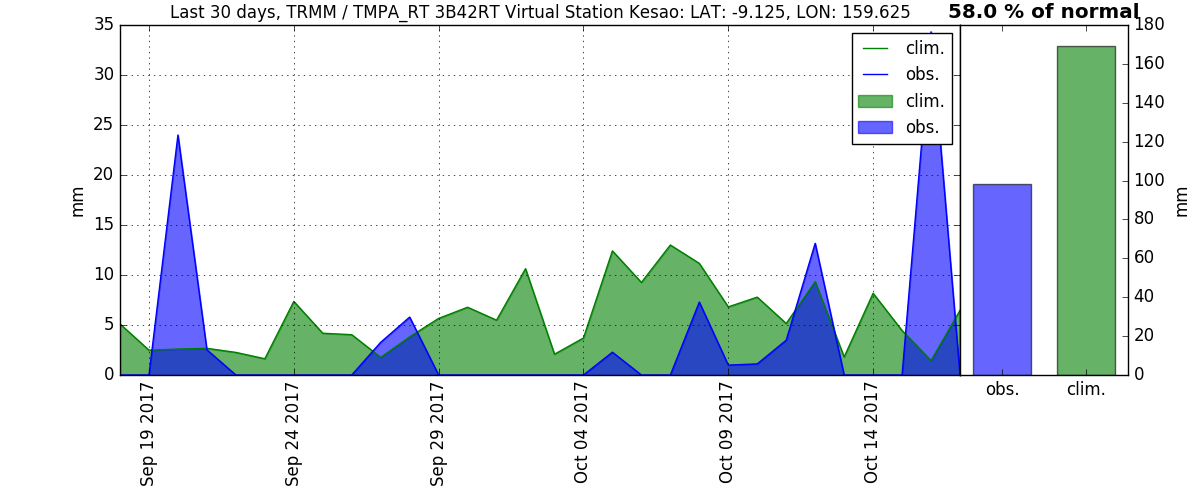 Last 30 days, TRMM / TMPA_RT 3B42RT Virtual Station Kesao: LAT: -9.125, LON: 159.625
58.0 % of normal
35
30
25
20
15
10
5
0
mm
clim.
obs.
clim.
obs.
Sep 19 2017
Sep 24 2017
Sep 29 2017
Oct 04 2017
Oct 09 2017
Oct 14 2017
180
160
140
120
100
80
60
40
20
0
mm
obs.
clim.